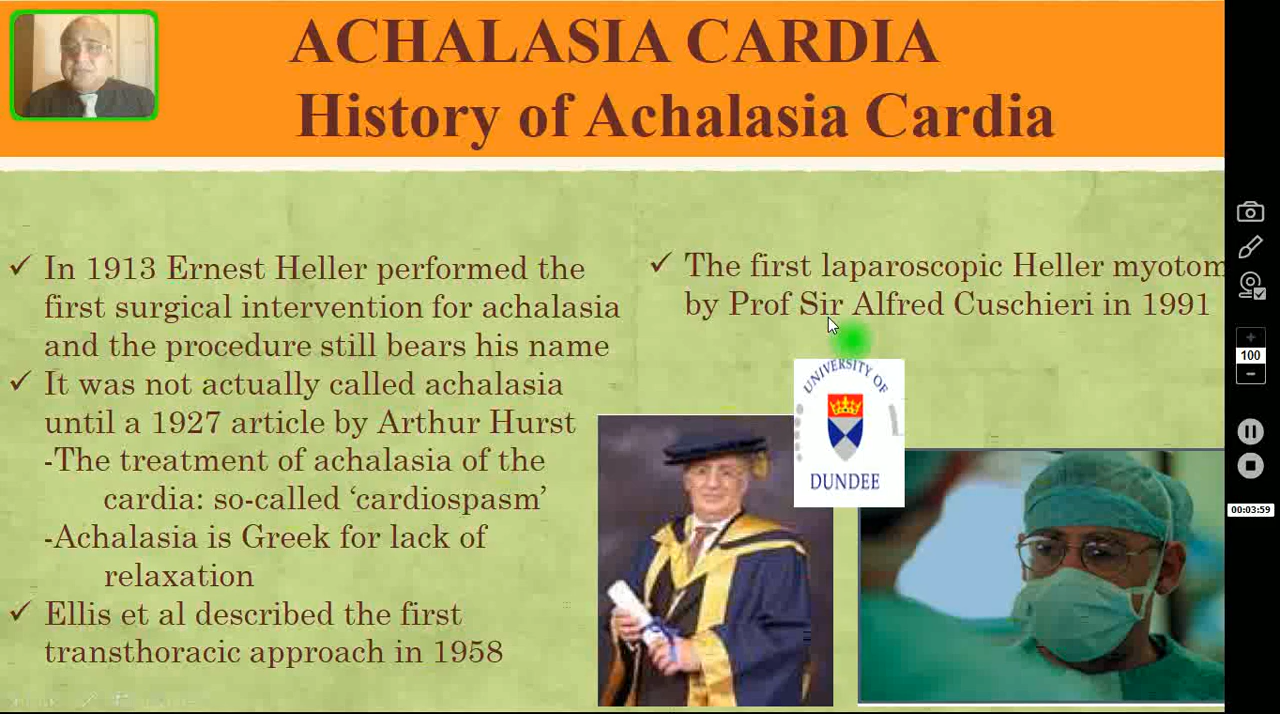 ACHALASIA CARDIA
History of Achalasia Cardia
✓ In 1913 Ernest Heller performed the
first surgical intervention for achalasia
and the procedure still bears his name
✓ It was not actually called achalasia
until a 1927 article by Arthur Hurst
-The treatment of achalasia of the
cardia: so-called ‘cardiospasm’
-Achalasia is Greek for lack of
relaxation
✓ Ellis et al described the first
transthoracic approach in 1958
✓ The first laparoscopic Heller myotom
by Prof Sir Alfred Cuschieri in 1991
UNIVERSITY OF
DUNDEE
100
00:03:59